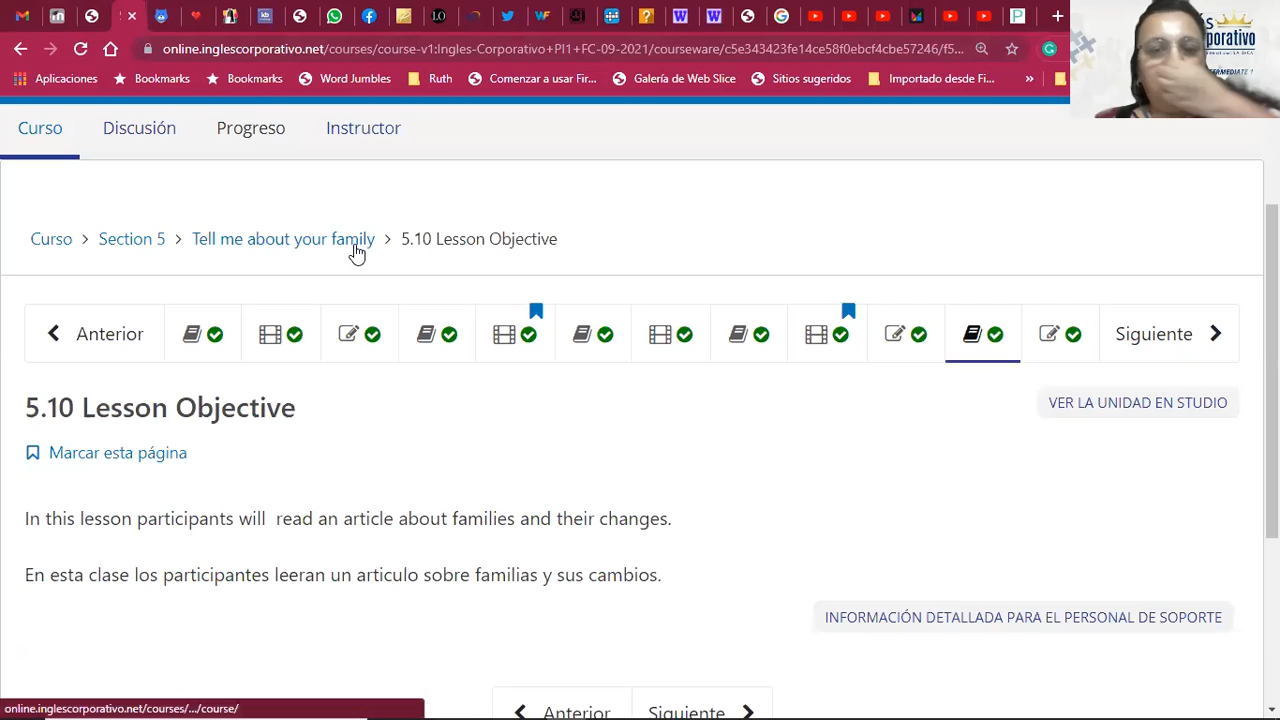 online.inglescorporativo.net/courses/course-v1:Ingles-Corporativo+PI1+FC-09-2021/courseware/c5e343423fe14ce58f0ebcf4cbe57246/f5...
Aplicaciones Bookmarks Bookmarks Word Jumbles Ruth Comenzar a usar Fir... Galería de Web Slice Sitios sugeridos Importado desde Fi... »
Curso Discusión Progreso Instructor
Curso > Section 5 > Tell me about your family > 5.10 Lesson Objective
Anterior Siguiente
5.10 Lesson Objective
VER LA UNIDAD EN STUDIO
Marcar esta página
In this lesson participants will read an article about families and their changes.
En esta clase los participantes leeran un articulo sobre familias y sus cambios.
INFORMACIÓN DETALLADA PARA EL PERSONAL DE SOPORTE
Anterior Siguiente
online.inglescorporativo.net/courses/.../course/